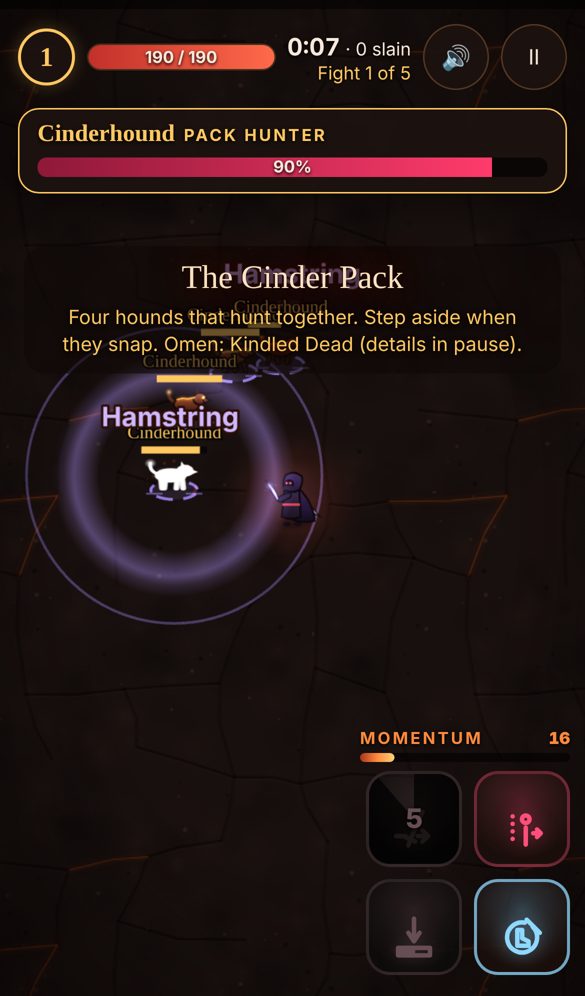 1
190 / 190
0:07 · 0 slain
Fight 1 of 5
Cinderhound PACK HUNTER
90%
Hamstring
The Cinder Pack
Cinderhound
Four hounds that hunt together. Step aside when
they snap. Omen: Kindled Dead (details in pause).
Cinderhound
Hamstring
Cinderhound
MOMENTUM 16
5